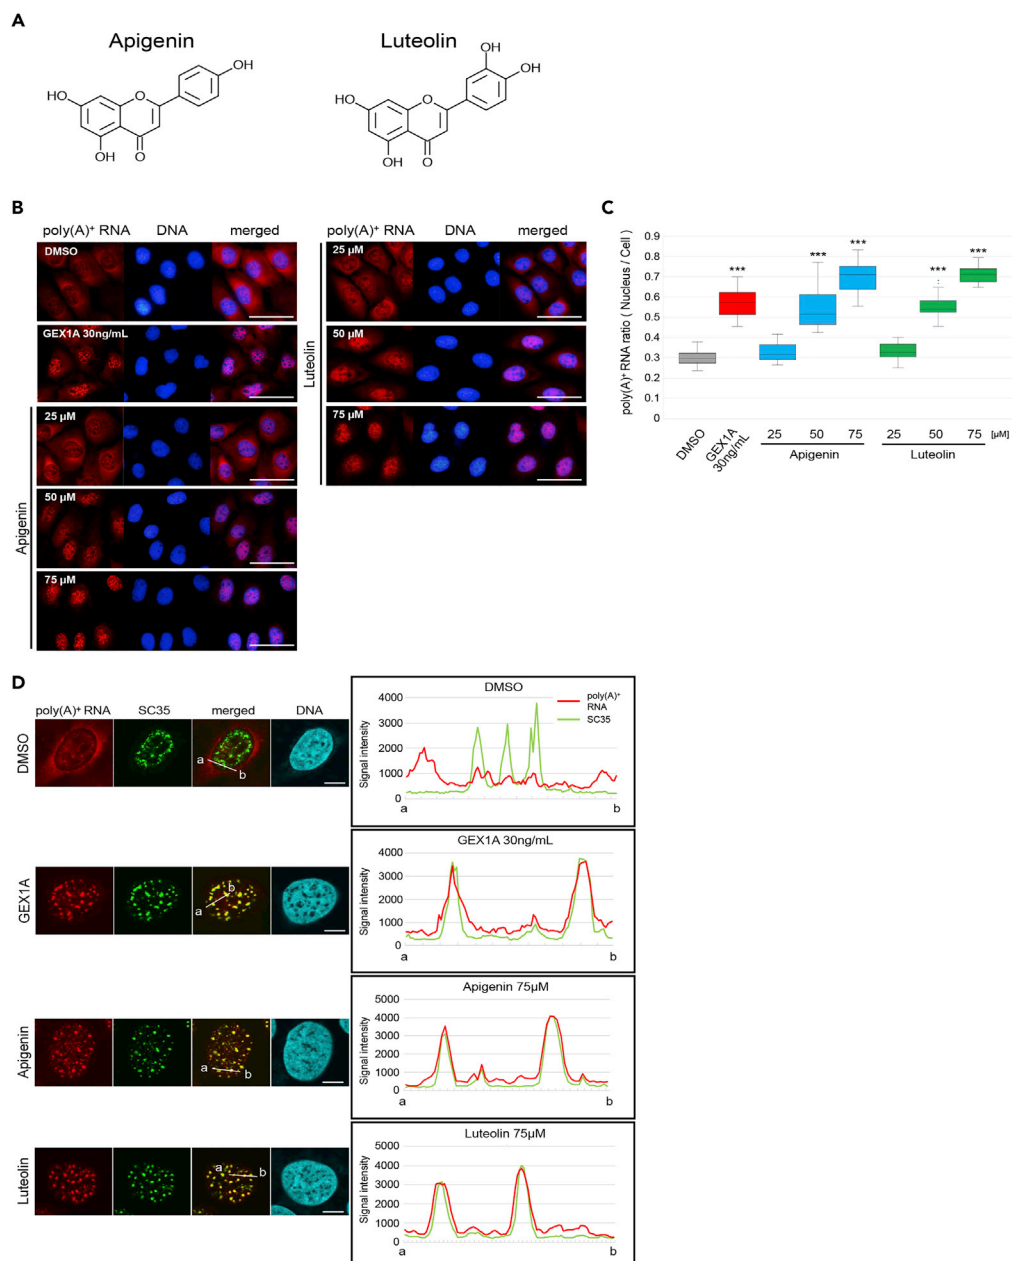 A
Apigenin
Luteolin
OH
HO
O
OH
O
OH
OH
HO
O
OH
O
B
poly(A)+ RNA DNA merged
DMSO
GEX1A 30ng/mL
Apigenin
25 µM
50 µM
75 µM
poly(A)+ RNA DNA merged
Luteolin
25 µM
50 µM
75 µM
C
poly(A)+ RNA ratio ( Nucleus / Cell )
0.9
0.8
0.7
0.6
0.5
0.4
0.3
0.2
0.1
0
***
***
***
***
***
DMSO
GEX1A
30ng/mL
25 50 75
Apigenin
25 50 75 [µM]
Luteolin
D
poly(A)+ RNA SC35 merged DNA
DMSO
a
b
GEX1A
a
b
Apigenin
a
b
Luteolin
a
b
DMSO
Signal intensity
4000
3000
2000
1000
0
a b
poly(A)+
RNA
SC35
GEX1A 30ng/mL
Signal intensity
4000
3000
2000
1000
0
a b
Apigenin 75µM
Signal intensity
5000
4000
3000
2000
1000
0
a b
Luteolin 75µM
Signal intensity
5000
4000
3000
2000
1000
0
a b